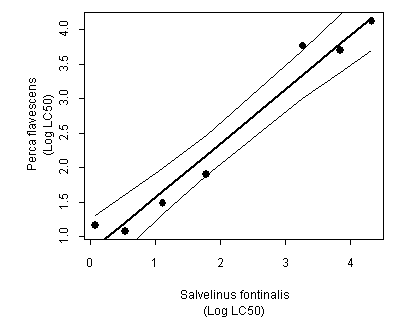 Perca flavescens
(Log LC50)
1.0 1.5 2.0 2.5 3.0 3.5 4.0
0 1 2 3 4
Salvelinus fontinalis
(Log LC50)